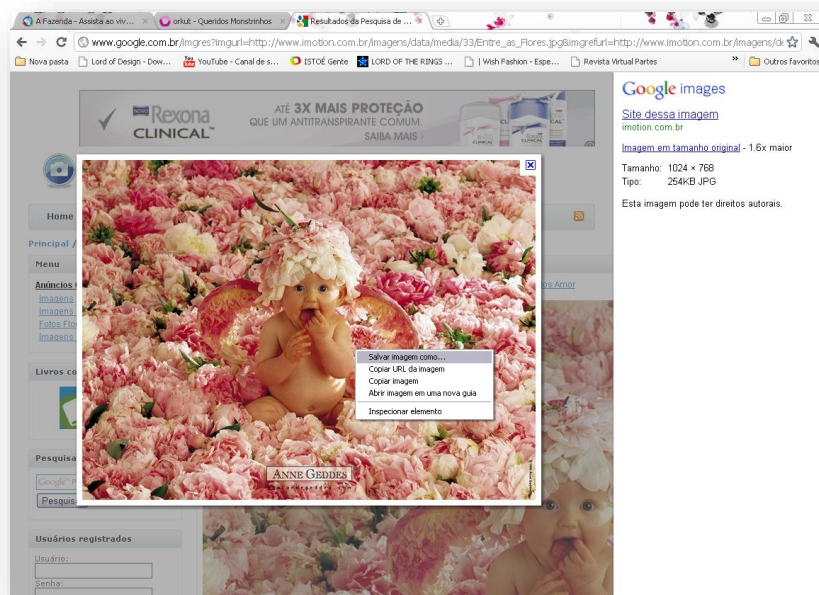 A Fazenda - Assista ao viv...
orkut - Queridos Monstrinhos
Resultados da Pesquisa de ...
www.google.com.br/imgres?imgurl=http://www.imotion.com.br/imagens/data/media/33/Entre_as_Flores.jpg&imgrefurl=http://www.imotion.com.br/imagens/de
Nova pasta
Lord of Design - Dow...
YouTube - Canal de s...
ISTOÉ Gente
LORD OF THE RINGS ...
| Wish Fashion - Espe...
Revista Virtual Partes
»
Outros favoritos
Rexona
CLINICAL
ATÉ 3X MAIS PROTEÇÃO
QUE UM ANTITRANSPIRANTE COMUM.
SAIBA MAIS
Google images
Site dessa imagem
imotion.com.br
Imagem em tamanho original - 1.6x maior
Tamanho: 1024 × 768
Tipo: 254KB JPG
Esta imagem pode ter direitos autorais.
Home
Principal /
Menu
Anúncios
Imagens
Imagens
Fotos Flo
Imagens
os Amor
Livros co
Pesquisa
Google
Pesquis
Usuários registrados
Usuário:
Senha:
Salvar imagem como...
Copiar URL da imagem
Copiar imagem
Abrir imagem em uma nova guia
Inspecionar elemento
ANNE GEDDES